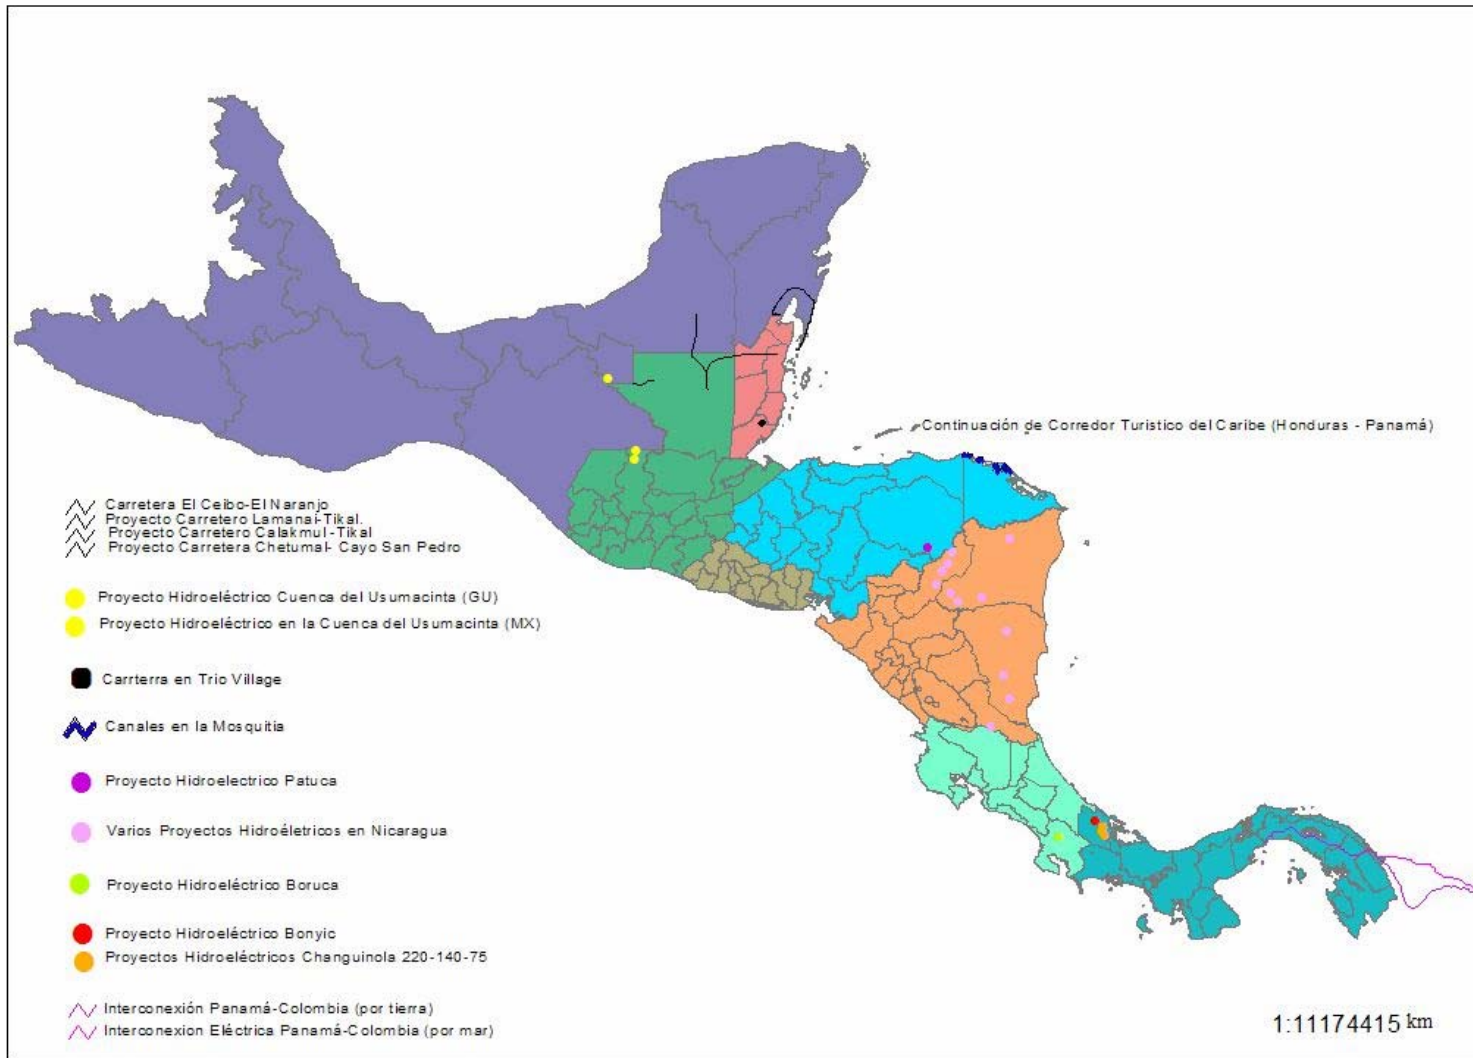 Continuación de Corredor Turistico del Caribe (Honduras - Panamá)
Carretera El Ceibo-El Naranjo
Proyecto Carretero Lamanai-Tikal.
Proyecto Carretero Calakmul -Tikal
Proyecto Carretera Chetumal- Cayo San Pedro
Proyecto Hidroeléctrico Cuenca del Usumacinta (GU)
Proyecto Hidroeléctrico en la Cuenca del Usumacinta (MX)
Carrterra en Trio Village
Canales en la Mosquitia
Proyecto Hidroelectrico Patuca
Varios Proyectos Hidroéletricos en Nicaragua
Proyecto Hidroeléctrico Boruca
Proyecto Hidroeléctrico Bonyic
Proyectos Hidroeléctricos Changuinola 220-140-75
Interconexión Panamá-Colombia (por tierra)
Interconexion Eléctrica Panamá-Colombia (por mar)
1:11174415 km